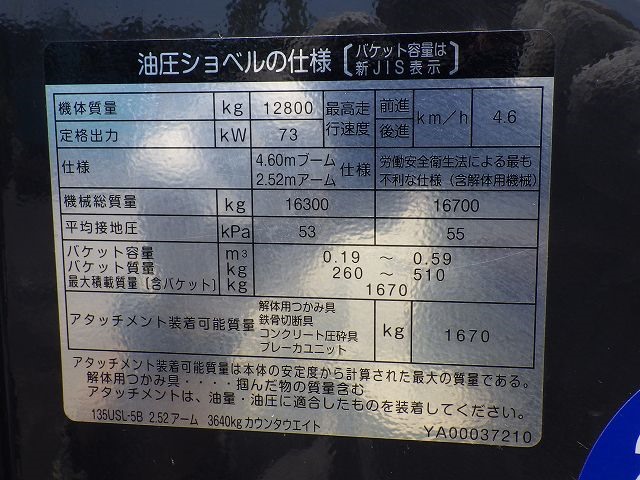 油圧ショベルの仕様〔バケット容量は新JIS表示〕
機体質量 kg 12800 最高走行速度 前進 後進 km/h 4.6
定格出力 kW 73
仕様 4.60mブーム 2.52mアーム 仕様 労働安全衛生法による最も不利な仕様(含解体用機械)
機械総質量 kg 16300 16700
平均接地圧 kPa 53 55
バケット容量 m³ 0.19 ～ 0.59
バケット質量 kg 260 ～ 510
最大積載質量〔含バケット〕 kg 1670
アタッチメント装着可能質量 解体用つかみ具 鉄骨切断具 コンクリート圧砕具 ブレーカユニット kg 1670
アタッチメント装着可能質量は本体の安定度から計算された最大の質量である。
解体用つかみ具・・・・掴んだ物の質量含む
アタッチメントは、油量・油圧に適合したものを装着してください。
135USL-5B 2.52アーム 3640kg カウンタウエイト YA00037210